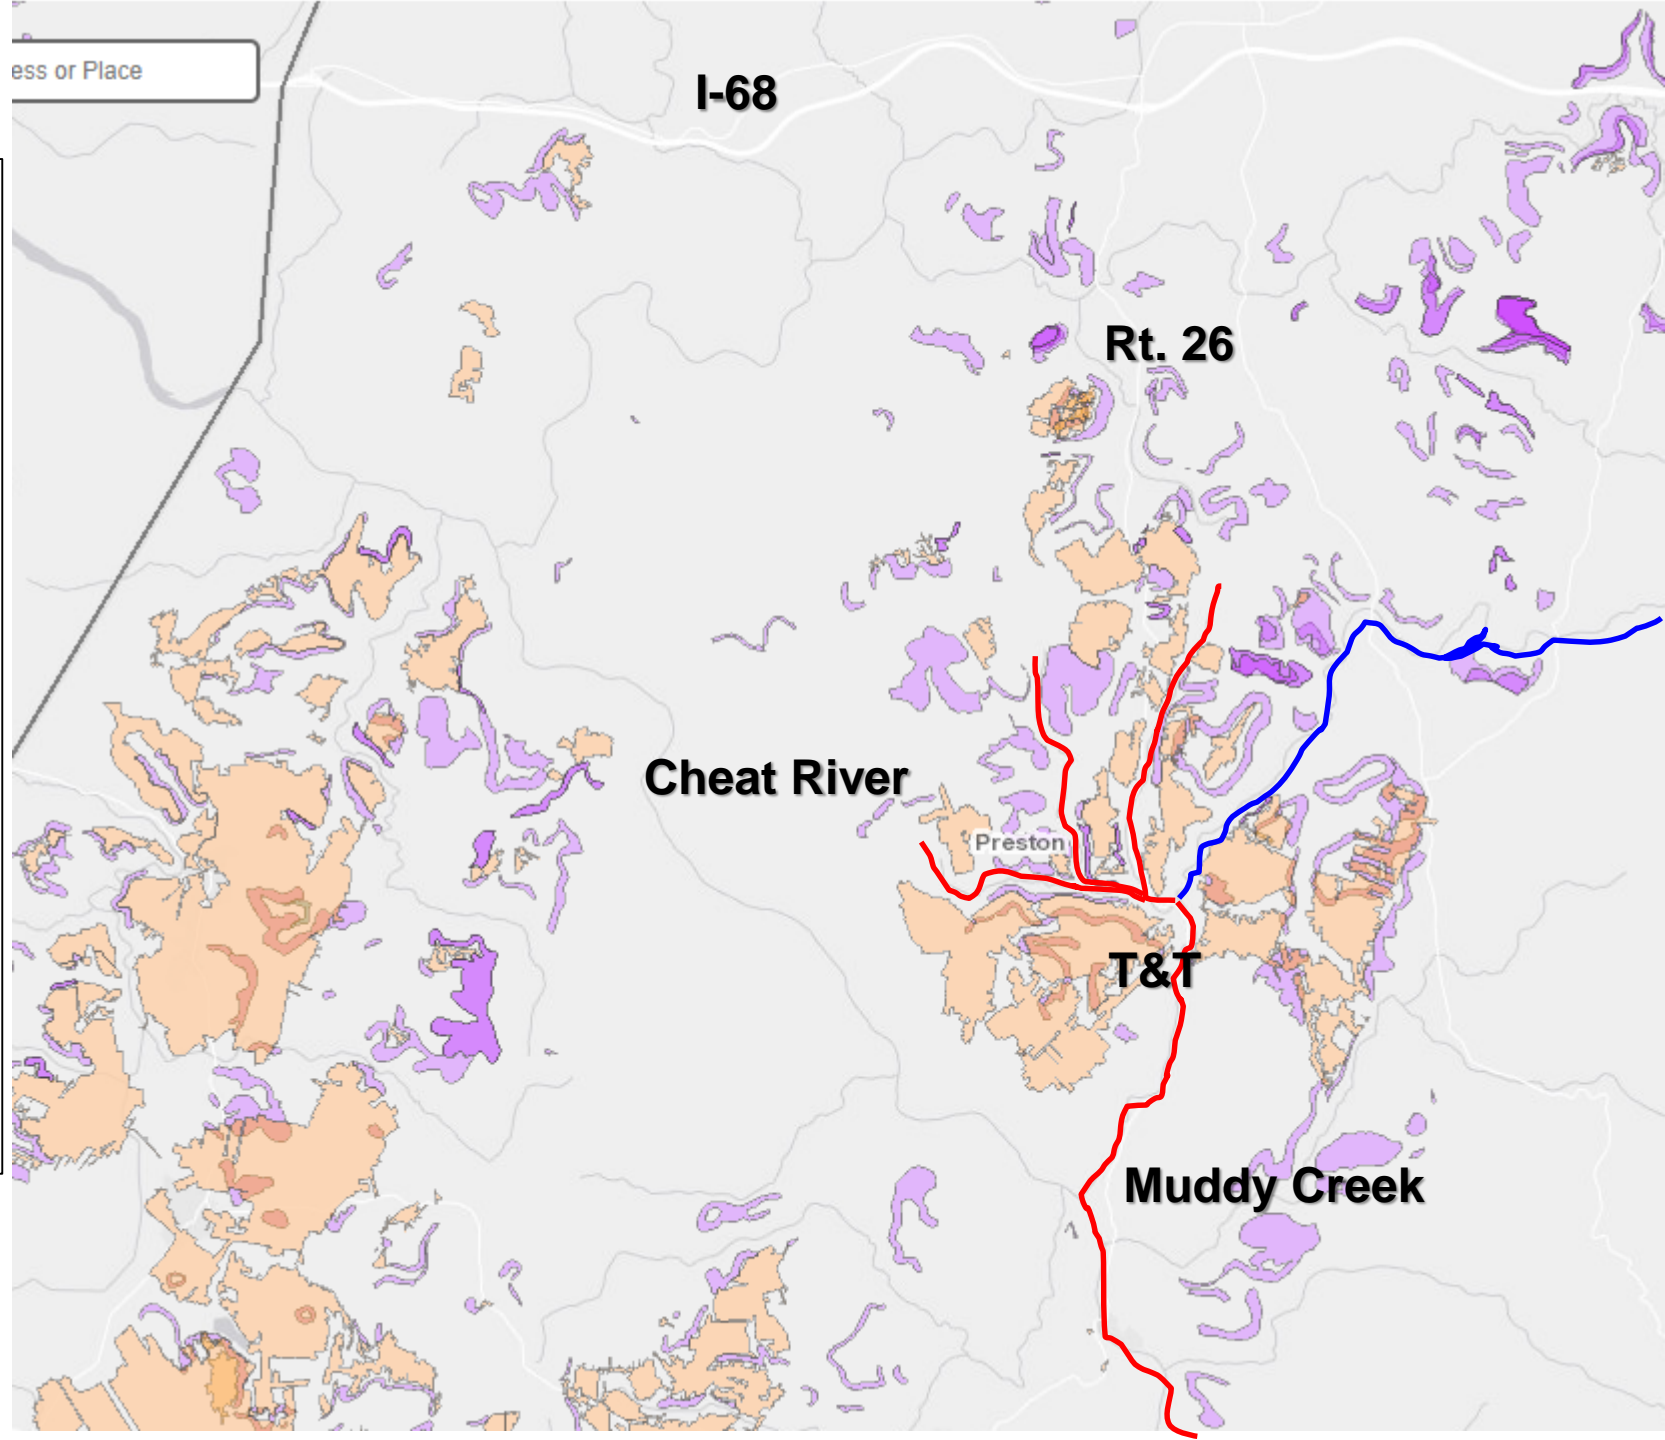 ess or Place
I-68
Rt. 26
Cheat River
Preston
T&T
Muddy Creek